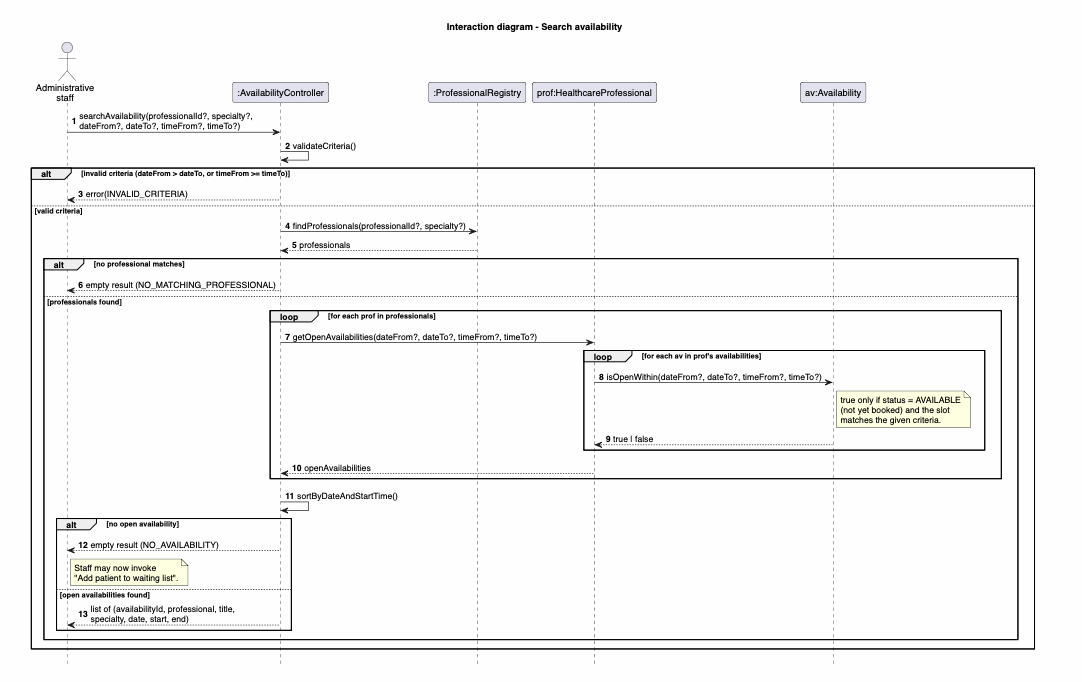 Interaction diagram - Search availability
Administrative
staff
:AvailabilityController
:ProfessionalRegistry
prof:HealthcareProfessional
av:Availability
1 searchAvailability(professionalId?, specialty?,
dateFrom?, dateTo?, timeFrom?, timeTo?)
2 validateCriteria()
alt [invalid criteria (dateFrom > dateTo, or timeFrom >= timeTo)]
3 error(INVALID_CRITERIA)
[valid criteria]
4 findProfessionals(professionalId?, specialty?)
5 professionals
alt [no professional matches]
6 empty result (NO_MATCHING_PROFESSIONAL)
[professionals found]
loop [for each prof in professionals]
7 getOpenAvailabilities(dateFrom?, dateTo?, timeFrom?, timeTo?)
loop [for each av in prof's availabilities]
8 isOpenWithin(dateFrom?, dateTo?, timeFrom?, timeTo?)
true only if status = AVAILABLE
(not yet booked) and the slot
matches the given criteria.
9 true | false
10 openAvailabilities
11 sortByDateAndStartTime()
alt [no open availability]
12 empty result (NO_AVAILABILITY)
Staff may now invoke
"Add patient to waiting list".
[open availabilities found]
13 list of (availabilityId, professional, title,
specialty, date, start, end)